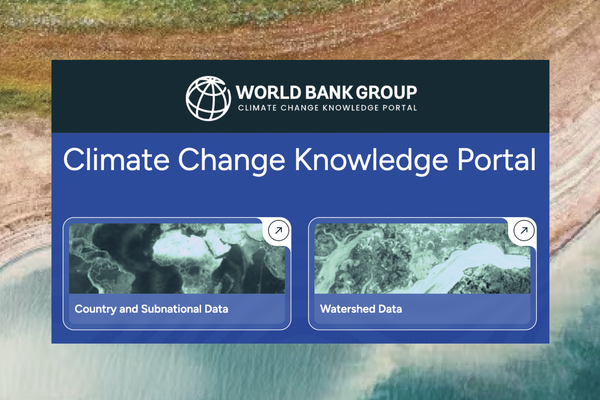 WORLD BANK GROUP
CLIMATE CHANGE KNOWLEDGE PORTAL
Climate Change Knowledge Portal
Country and Subnational Data
Watershed Data